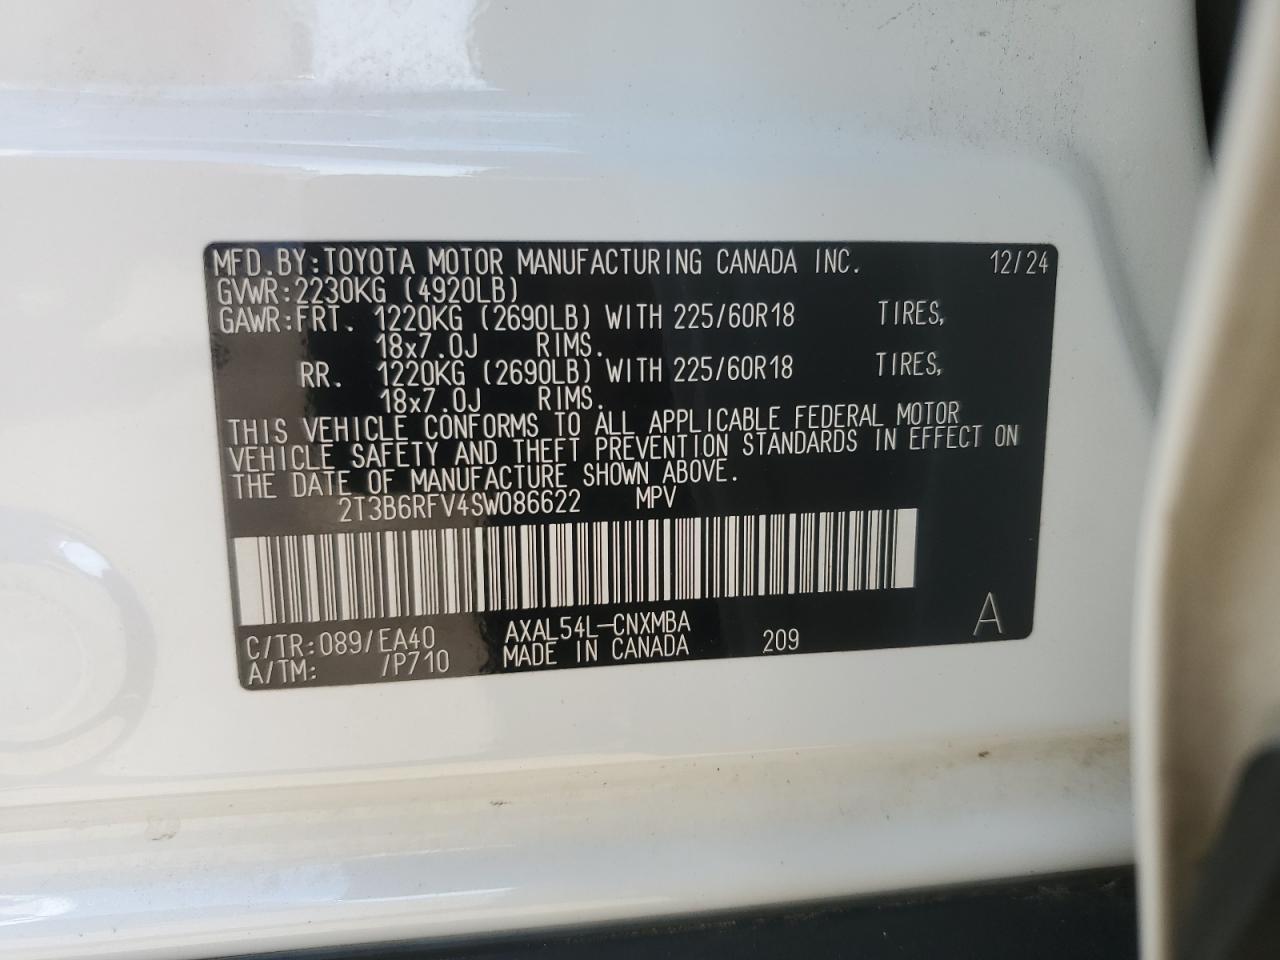 MFD.BY:TOYOTA MOTOR MANUFACTURING CANADA INC. 12/24
GVWR:2230KG (4920LB)
GAWR:FRT. 1220KG (2690LB) WITH 225/60R18 TIRES,
18x7.0J RIMS.
RR. 1220KG (2690LB) WITH 225/60R18 TIRES,
18x7.0J RIMS.
THIS VEHICLE CONFORMS TO ALL APPLICABLE FEDERAL MOTOR
VEHICLE SAFETY AND THEFT PREVENTION STANDARDS IN EFFECT ON
THE DATE OF MANUFACTURE SHOWN ABOVE.
2T3B6RFV4SW086622 MPV
C/TR:089/EA40 AXAL54L-CNXMBA 209 A
A/TM: /P710 MADE IN CANADA